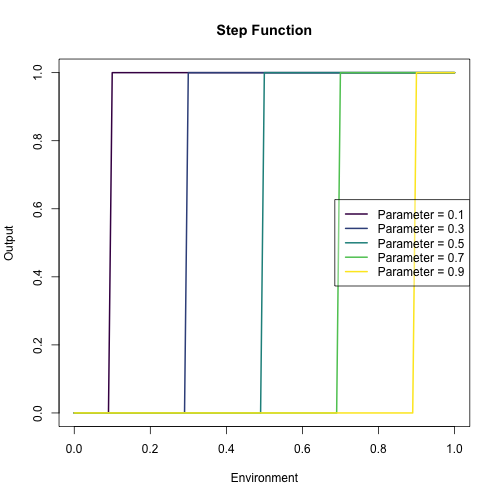 Step Function
Output
1.0
0.8
0.6
0.4
0.2
0.0
Parameter = 0.1
Parameter = 0.3
Parameter = 0.5
Parameter = 0.7
Parameter = 0.9
0.0 0.2 0.4 0.6 0.8 1.0
Environment